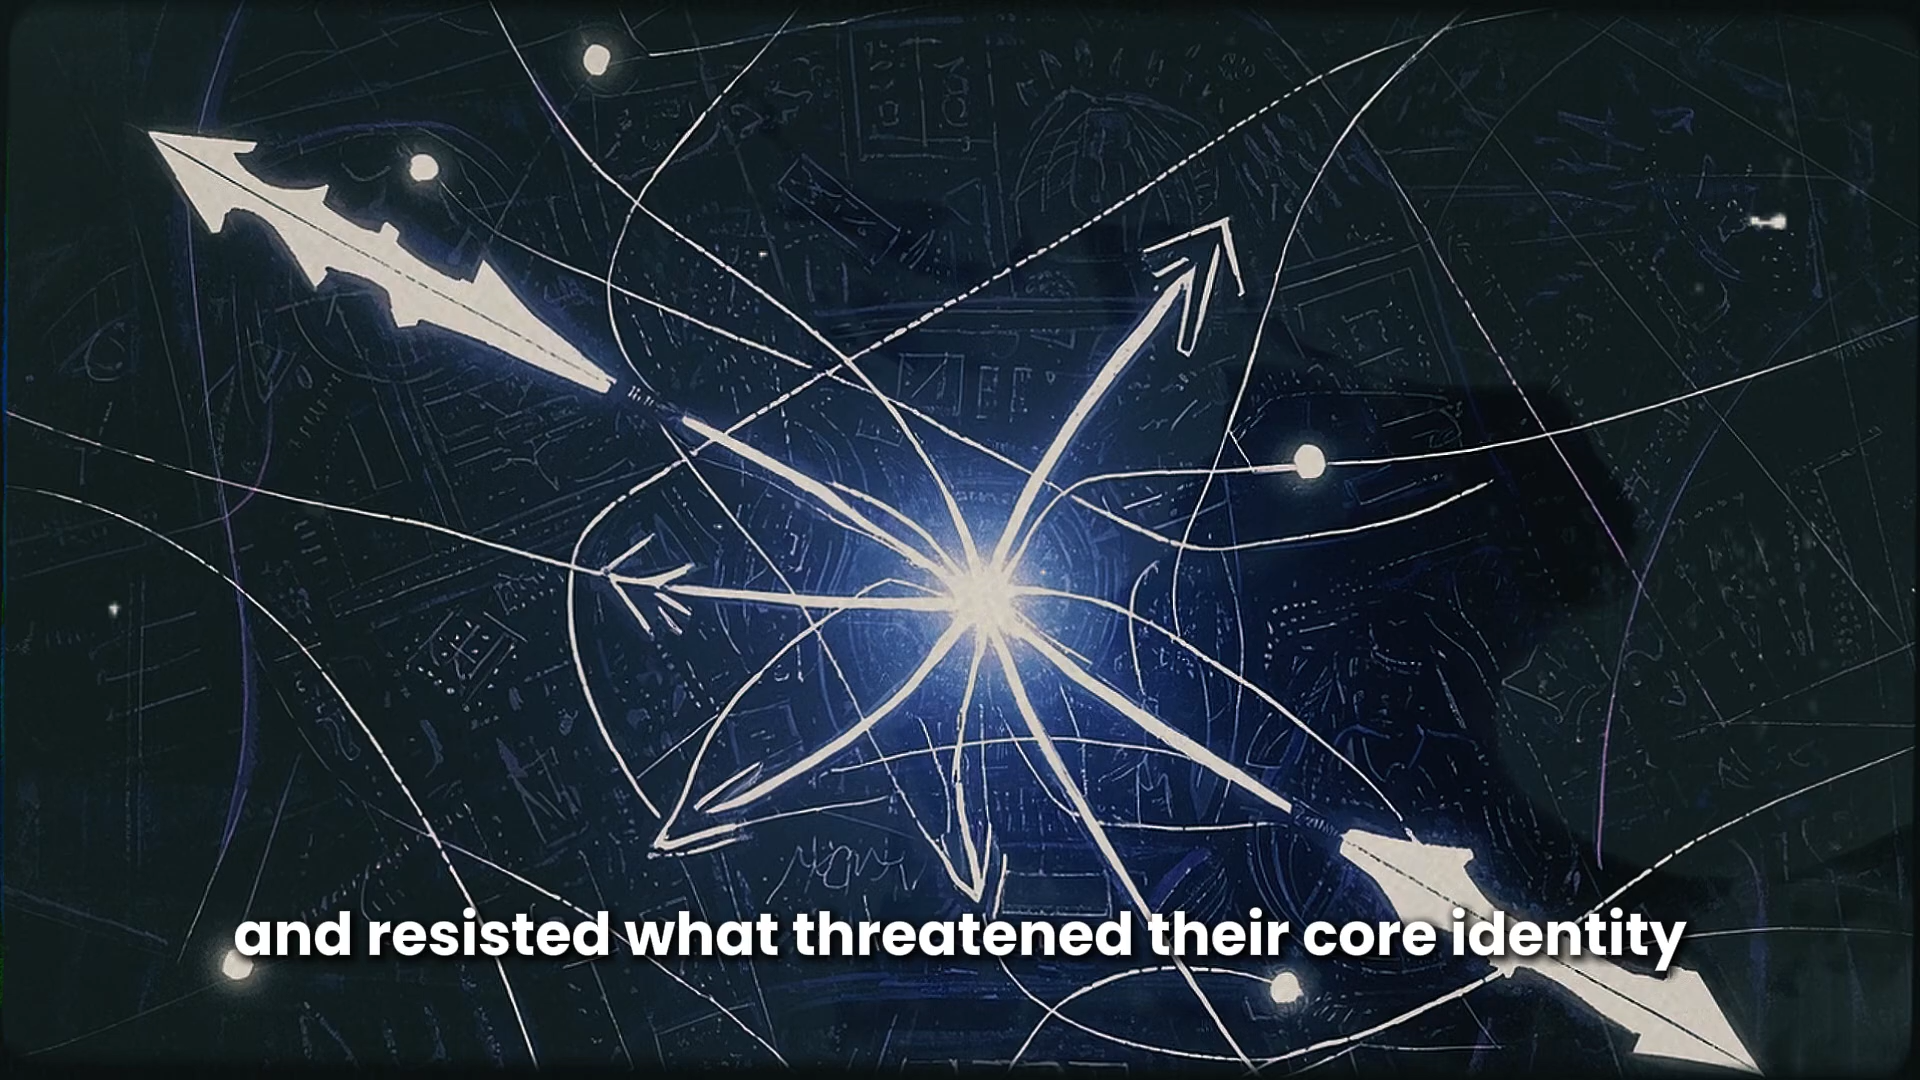 and resisted what threatened their core identity